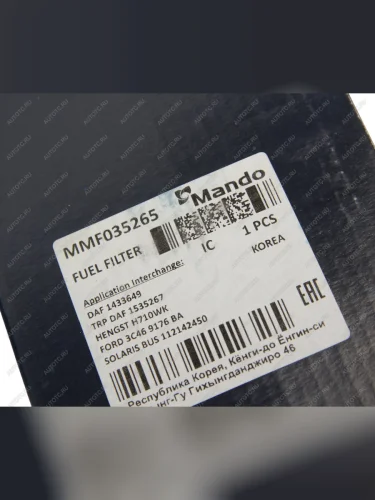 Mando
MMF035265
FUEL FILTER
IC
1 PCS
KOREA
Application Interchange:
DAF 1433649
TRP DAF 1535267
HENGST H710WK
FORD 3C46 9176 BA
SOLARIS BUS 112142450
EAC
Республика Корея, Кёнги-до Ёнгин-си
Гихынгданджиро 46